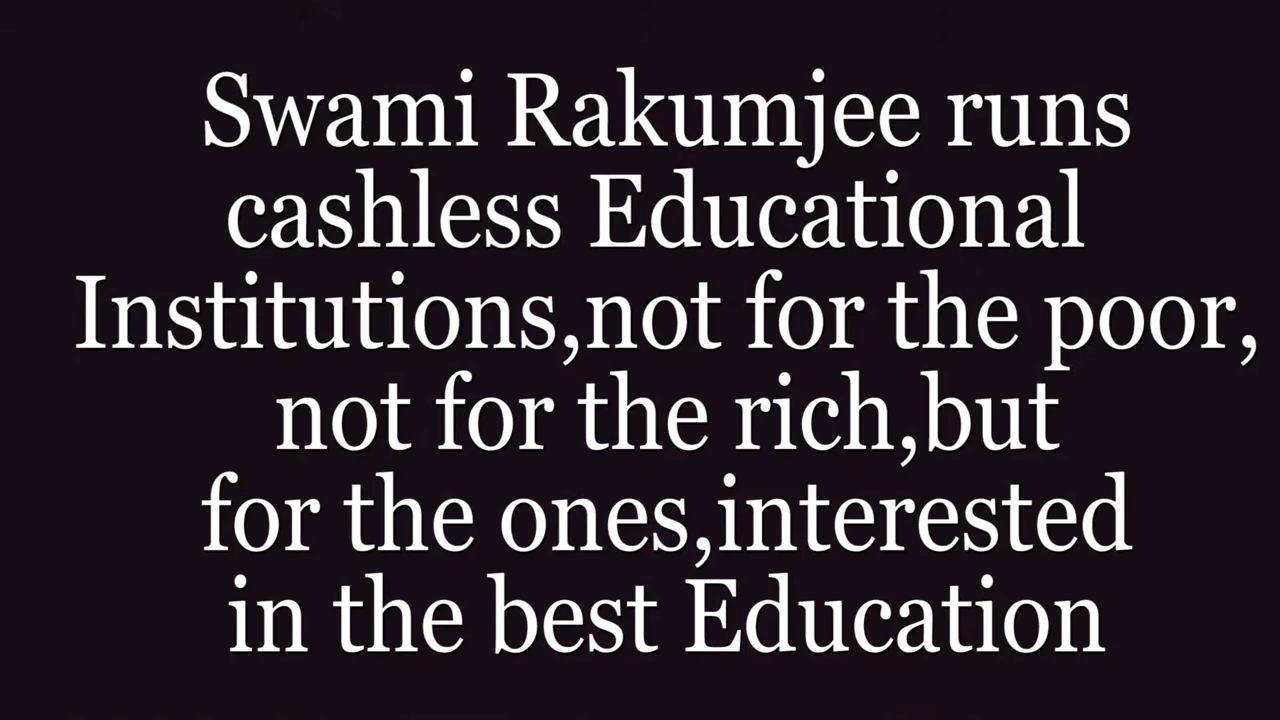 Swami Rakumjee runs
cashless Educational
Institutions,not for the poor,
not for the rich,but
for the ones,interested
in the best Education